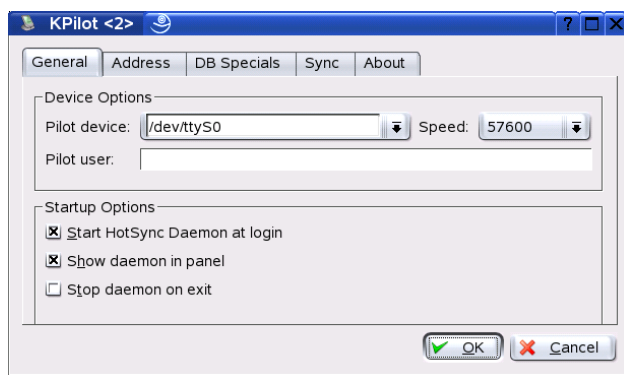 KPilot <2>
General Address DB Specials Sync About
Device Options
Pilot device: /dev/ttyS0 Speed: 57600
Pilot user:
Startup Options
Start HotSync Daemon at login
Show daemon in panel
Stop daemon on exit
OK Cancel